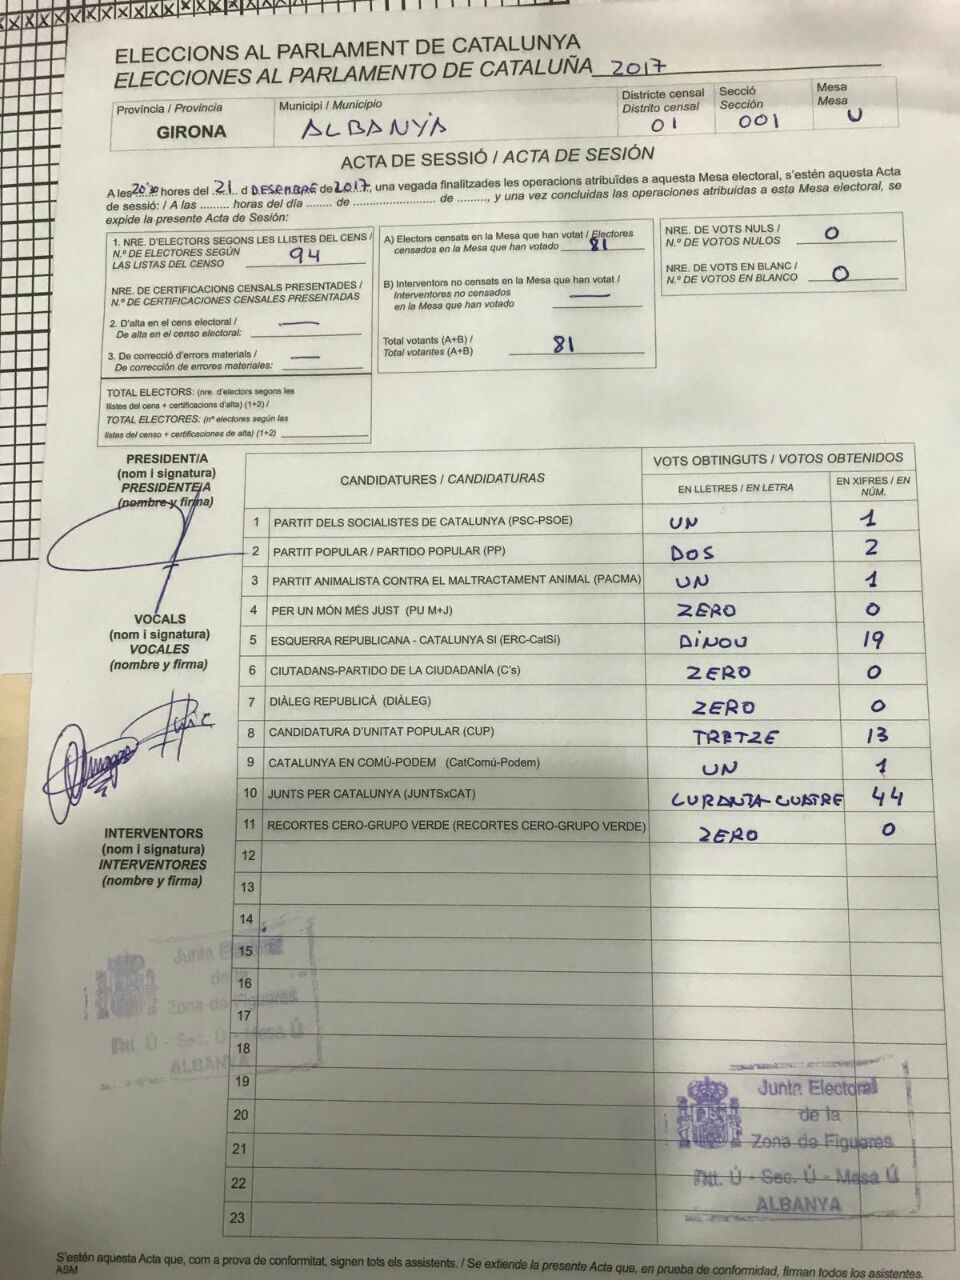 ELECCIONS AL PARLAMENT DE CATALUNYA
ELECCIONES AL PARLAMENTO DE CATALUÑA 2017
Província / Provincia
GIRONA
Municipi / Municipio
ALBANYÀ
Districte censal
Distrito censal
01
Secció
Sección
001
Mesa
Mesa
U
ACTA DE SESSIÓ / ACTA DE SESIÓN
A les 20'30 hores del 21 d DESEMBRE de 2017, una vegada finalitzades les operacions atribuïdes a aquesta Mesa electoral, s'estén aquesta Acta
de sessió: / A las ......... horas del día ........ de .......................... de .........., y una vez concluidas las operaciones atribuidas a esta Mesa electoral, se
expide la presente Acta de Sesión:
1. NRE. D'ELECTORS SEGONS LES LLISTES DEL CENS /
N.º DE ELECTORES SEGÚN
LAS LISTAS DEL CENSO 94
NRE. DE CERTIFICACIONS CENSALS PRESENTADES /
N.º DE CERTIFICACIONES CENSALES PRESENTADAS
2. D'alta en el cens electoral / —
De alta en el censo electoral:
3. De correcció d'errors materials / —
De corrección de errores materiales:
TOTAL ELECTORS: (nre. d'electors segons les
llistes del cens + certificacions d'alta) (1+2) /
TOTAL ELECTORES: (nº electores según las
listas del censo + certificaciones de alta) (1+2)
A) Electors censats en la Mesa que han votat / Electores
censados en la Mesa que han votado 81
B) Interventors no censats en la Mesa que han votat /
Interventores no censados —
en la Mesa que han votado
Total votants (A+B) /
Total votantes (A+B) 81
NRE. DE VOTS NULS /
N.º DE VOTOS NULOS 0
NRE. DE VOTS EN BLANC /
N.º DE VOTOS EN BLANCO 0
PRESIDENT/A
(nom i signatura)
PRESIDENTE/A
(nombre y firma)
VOCALS
(nom i signatura)
VOCALES
(nombre y firma)
INTERVENTORS
(nom i signatura)
INTERVENTORES
(nombre y firma)
CANDIDATURES / CANDIDATURAS
VOTS OBTINGUTS / VOTOS OBTENIDOS
EN LLETRES / EN LETRA
EN XIFRES / EN
NÚM.
1 PARTIT DELS SOCIALISTES DE CATALUNYA (PSC-PSOE) UN 1
2 PARTIT POPULAR / PARTIDO POPULAR (PP) DOS 2
3 PARTIT ANIMALISTA CONTRA EL MALTRACTAMENT ANIMAL (PACMA) UN 1
4 PER UN MÓN MÉS JUST (PU M+J) ZERO 0
5 ESQUERRA REPUBLICANA - CATALUNYA SI (ERC-CatSí) DINOU 19
6 CIUTADANS-PARTIDO DE LA CIUDADANÍA (C's) ZERO 0
7 DIÀLEG REPUBLICÀ (DIÀLEG) ZERO 0
8 CANDIDATURA D'UNITAT POPULAR (CUP) TRETZE 13
9 CATALUNYA EN COMÚ-PODEM (CatComú-Podem) UN 1
10 JUNTS PER CATALUNYA (JUNTSxCAT) CURANTA-CUATRE 44
11 RECORTES CERO-GRUPO VERDE (RECORTES CERO-GRUPO VERDE) ZERO 0
12
13
14
15
16
17
18
19
20
21
22
23
Junta Electoral
de la
Zona de Figueres
Dtt. Ú - Sec. Ú - Mesa Ú
ALBANYA
Junta Electoral
de la
Zona de Figueres
Dtt. Ú - Sec. Ú - Mesa Ú
ALBANYA
S'estén aquesta Acta que, com a prova de conformitat, signen tots els assistents. / Se extiende la presente Acta que, en prueba de conformidad, firman todos los asistentes.
ASM